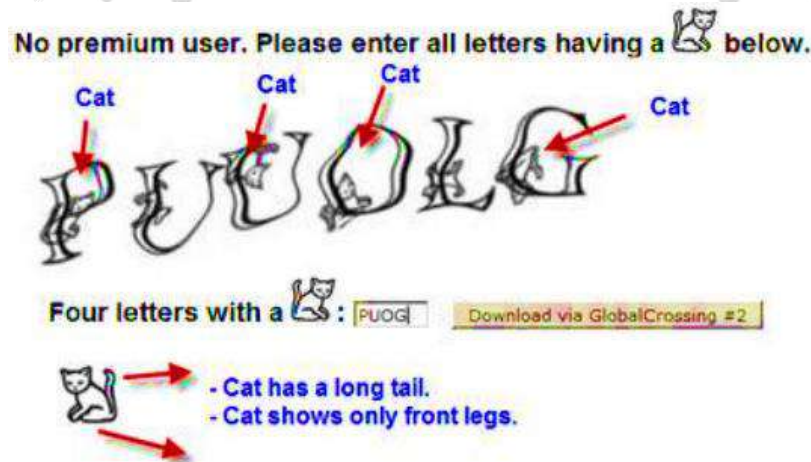 No premium user. Please enter all letters having a below.
Cat Cat Cat Cat
PUUOLG
Four letters with a : PUOG Download via GlobalCrossing #2
- Cat has a long tail.
- Cat shows only front legs.